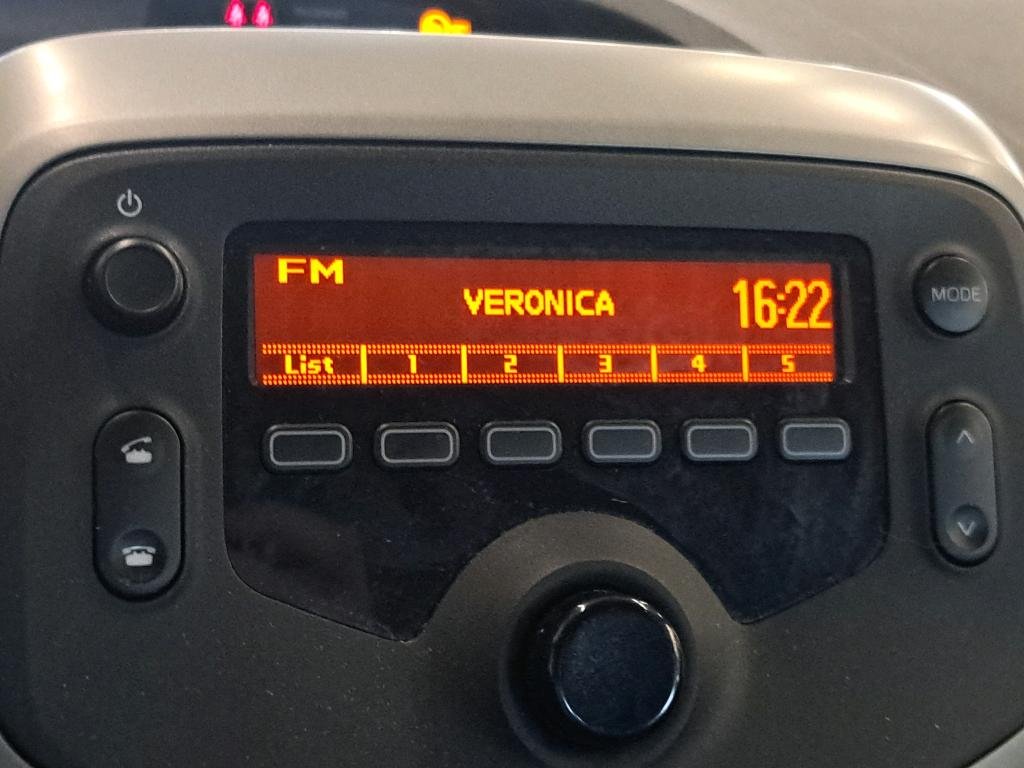 FM
VERONICA 16:22
List 1 2 3 4 5
MODE